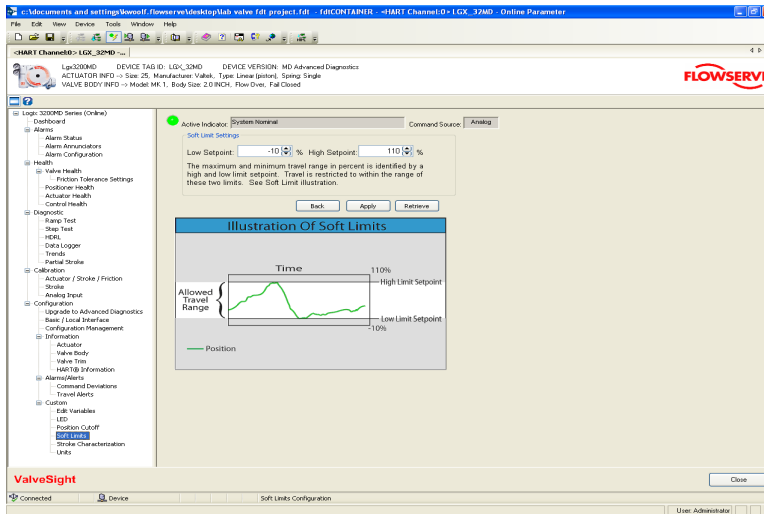 c:\documents and settings\kwoolf.flowserve\desktop\lab valve fdt project.fdt - fdtCONTAINER - <HART Channel:0> LGX_32MD - Online Parameter
File Edit View Device Tools Window Help
<HART Channel:0> LGX_32MD -...
Lgx3200MD DEVICE TAG ID: LGX_32MD DEVICE VERSION: MD Advanced Diagnostics
ACTUATOR INFO --> Size: 25, Manufacturer: Valtek, Type: Linear (piston), Spring: Single
VALVE BODY INFO --> Model: MK.1, Body Size: 2.0 INCH, Flow Over, Fail Closed
FLOWSERVE
Logix 3200MD Series (Online)
Dashboard
Alarms
Alarm Status
Alarm Annunciators
Alarm Configuration
Health
Valve Health
Friction Tolerance Settings
Positioner Health
Actuator Health
Control Health
Diagnostic
Ramp Test
Step Test
HDRL
Data Logger
Trends
Partial Stroke
Calibration
Actuator / Stroke / Friction
Stroke
Analog Input
Configuration
Upgrade to Advanced Diagnostics
Basic / Local Interface
Configuration Management
Information
Actuator
Valve Body
Valve Trim
HART® Information
Alarms/Alerts
Command Deviations
Travel Alerts
Custom
Edit Variables
LED
Position Cutoff
Soft Limits
Stroke Characterization
Units
Active Indicator: System Nominal Command Source: Analog
Soft Limit Settings
Low Setpoint: -10 % High Setpoint: 110 %
The maximum and minimum travel range in percent is identified by a
high and low limit setpoint. Travel is restricted to within the range of
these two limits. See Soft Limit illustration.
Back Apply Retrieve
Illustration Of Soft Limits
Time
110%
High Limit Setpoint
Allowed
Travel
Range
Low Limit Setpoint
-10%
Position
ValveSight
Close
Connected Device Soft Limits Configuration
User: Administrator